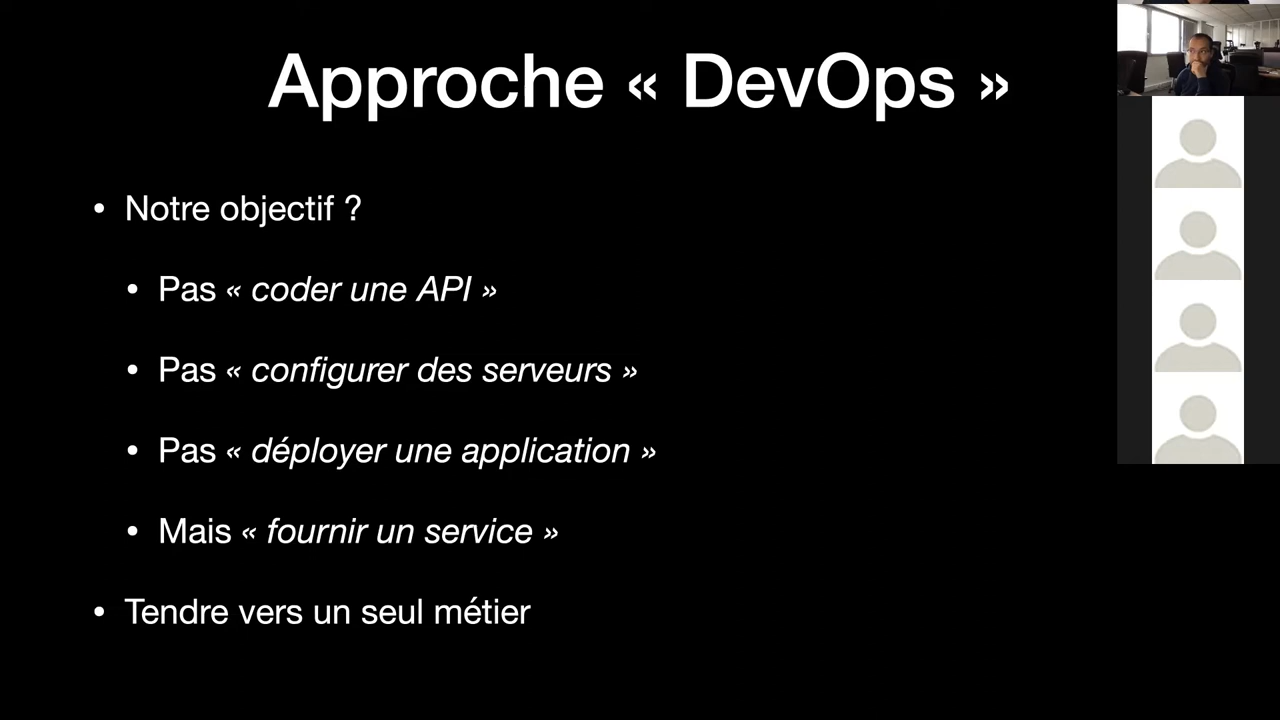 Approche « DevOps »
• Notre objectif ?
• Pas « coder une API »
• Pas « configurer des serveurs »
• Pas « déployer une application »
• Mais « fournir un service »
• Tendre vers un seul métier